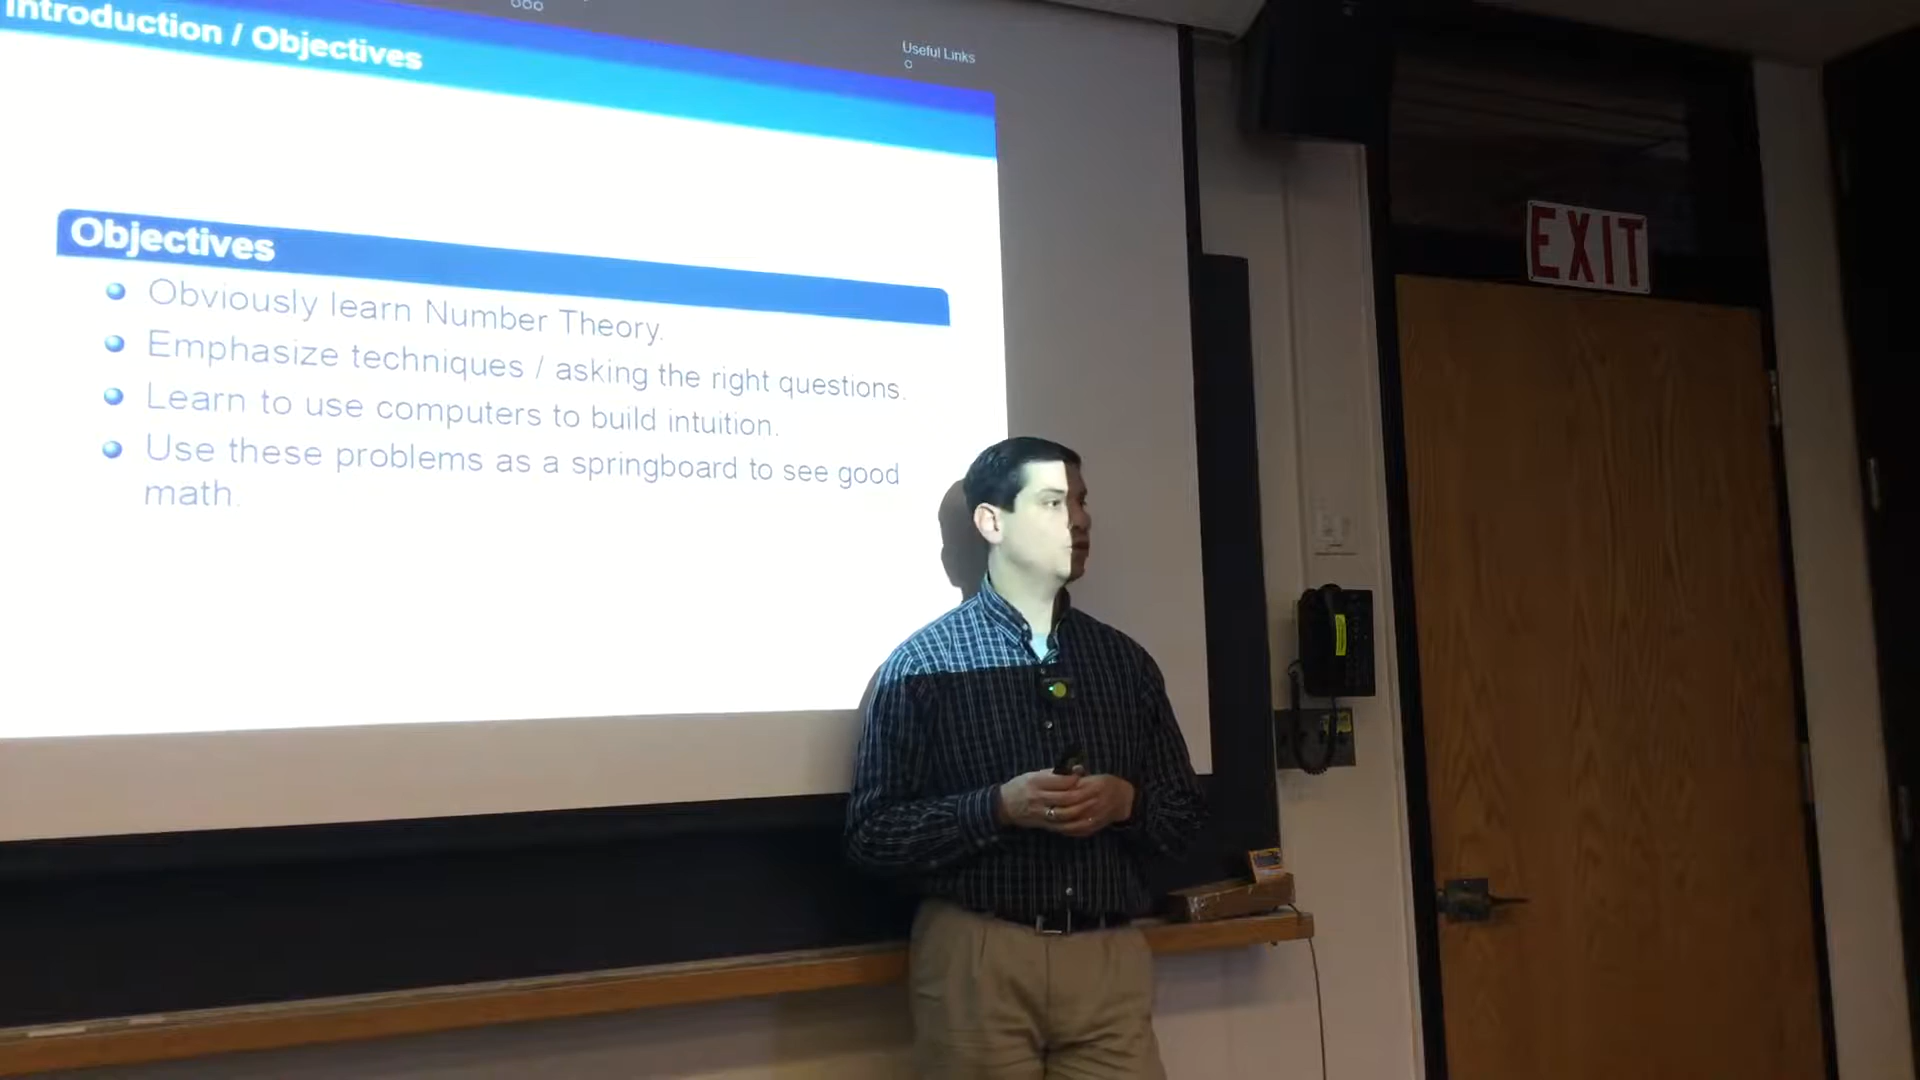 Useful Links
Introduction / Objectives
Objectives
Obviously learn Number Theory.
Emphasize techniques / asking the right questions.
Learn to use computers to build intuition.
Use these problems as a springboard to see good
math.
EXIT